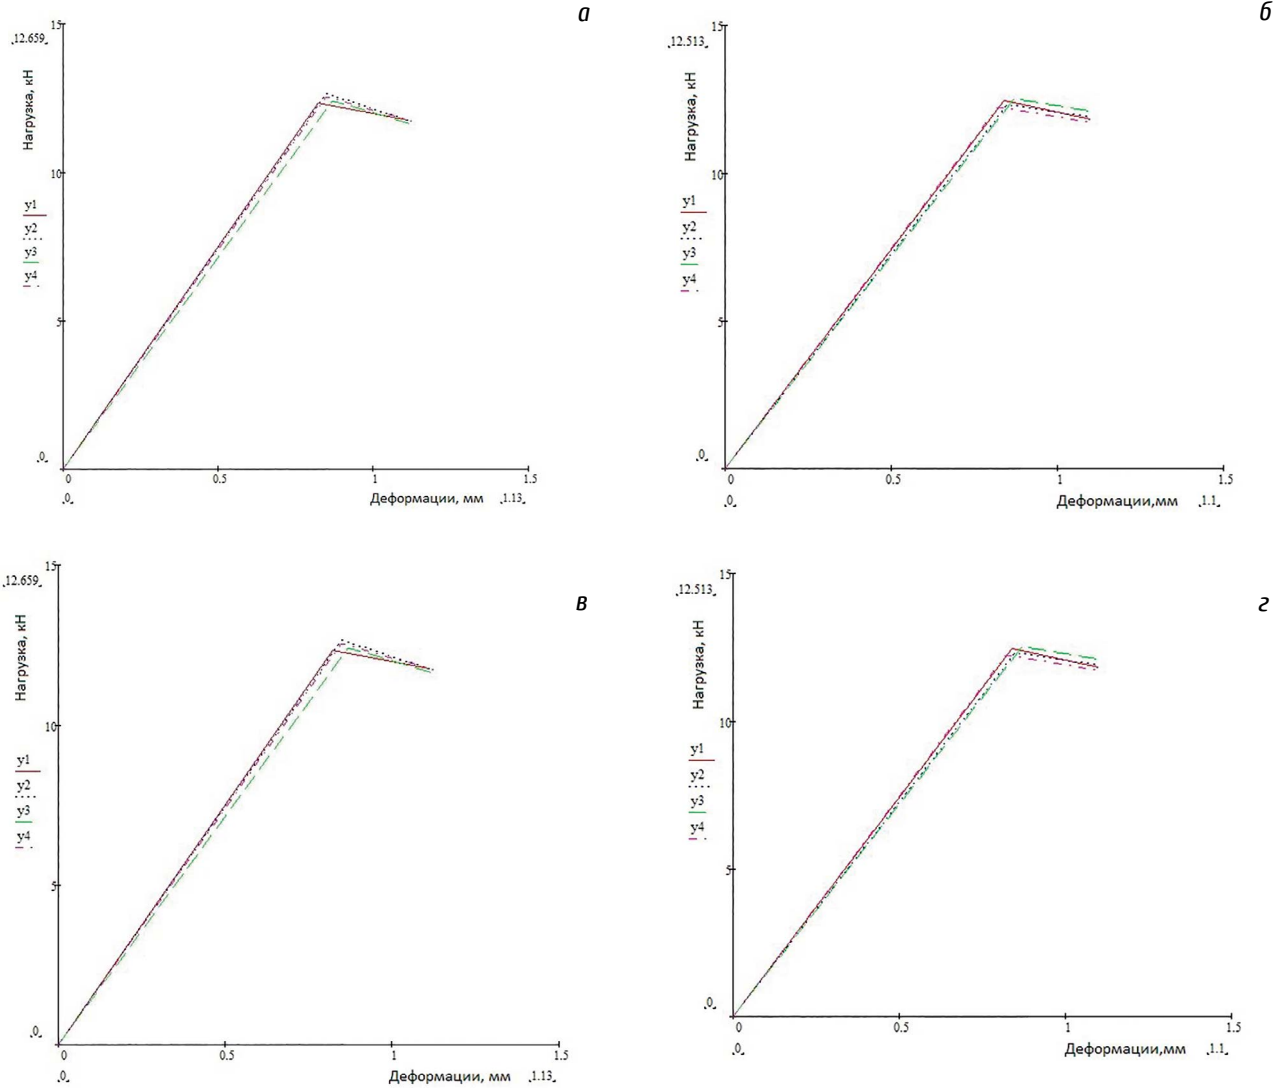 а
15
12.659
Нагрузка, кН
10
y1
y2
y3
y4
5
0
0
0.5
1
1.5
0
Деформации, мм
1.13
б
15
12.513
Нагрузка, кН
10
y1
y2
y3
y4
5
0
0
0.5
1
1.5
0
Деформации,мм
1.1
в
15
12.659
Нагрузка, кН
10
y1
y2
y3
y4
5
0
0
0.5
1
1.5
0
Деформации, мм
1.13
г
15
12.513
Нагрузка, кН
10
y1
y2
y3
y4
5
0
0
0.5
1
1.5
0
Деформации,мм
1.1